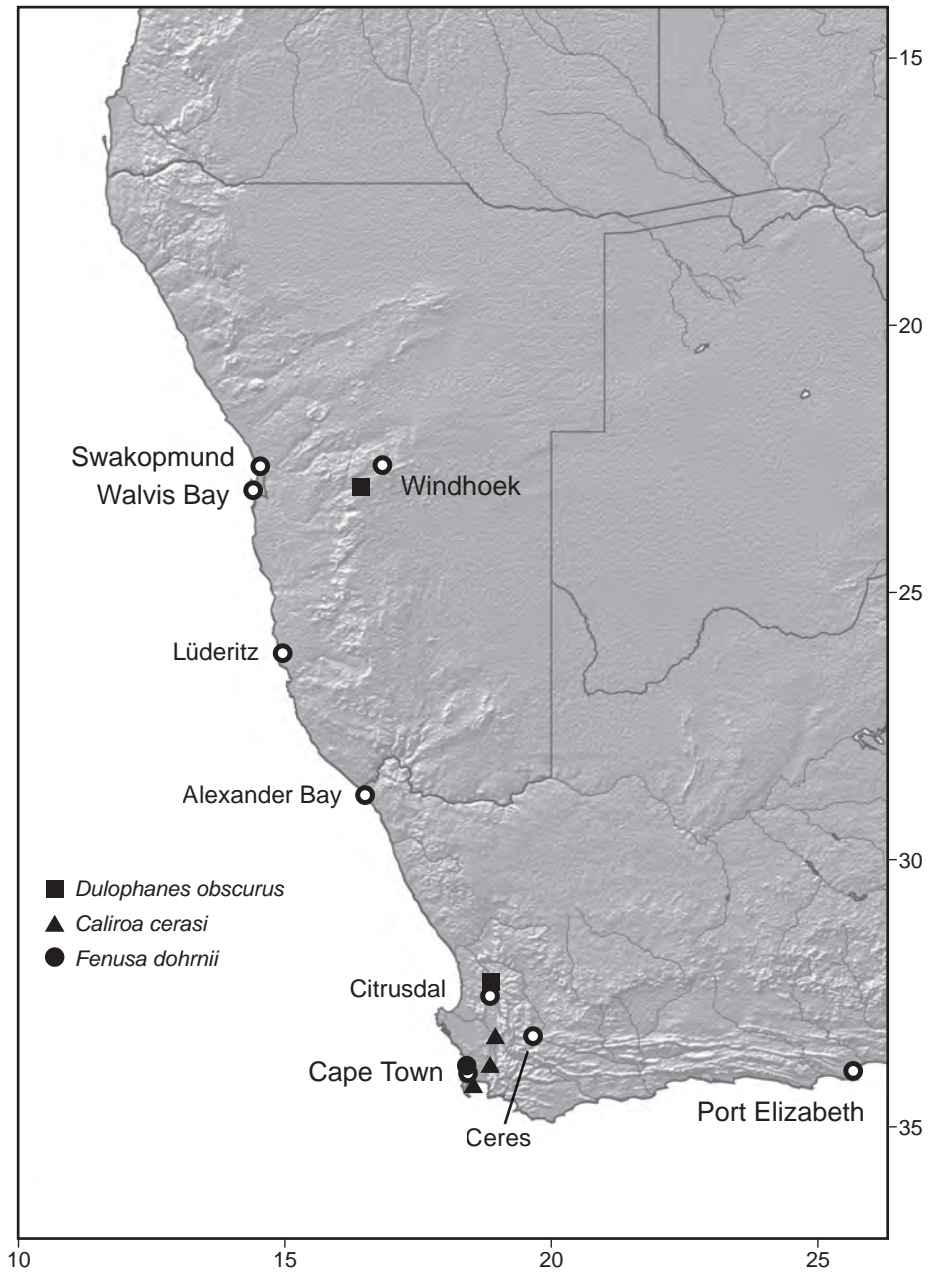 15
20
Swakopmund
Walvis Bay
Windhoek
25
Lüderitz
Alexander Bay
30
Dulophanes obscurus
Caliroa cerasi
Fenusa dohrnii
Citrusdal
Cape Town
Port Elizabeth
Ceres
35
10 15 20 25